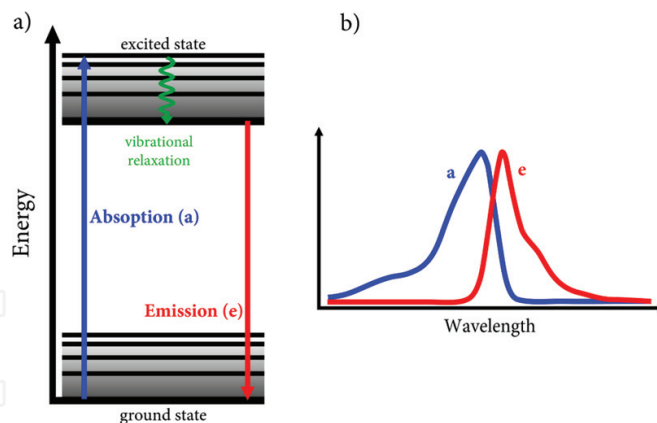 a)
excited state
vibrational
relaxation
Energy
Absoption (a)
Emission (e)
ground state
b)
a
e
Wavelength